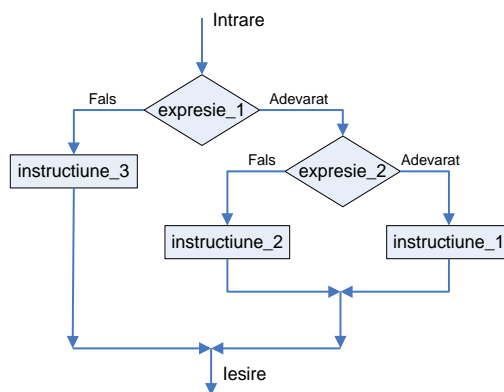 Intrare
expresie_1
Fals
Adevarat
instructiune_3
expresie_2
Fals
Adevarat
instructiune_2
instructiune_1
Iesire